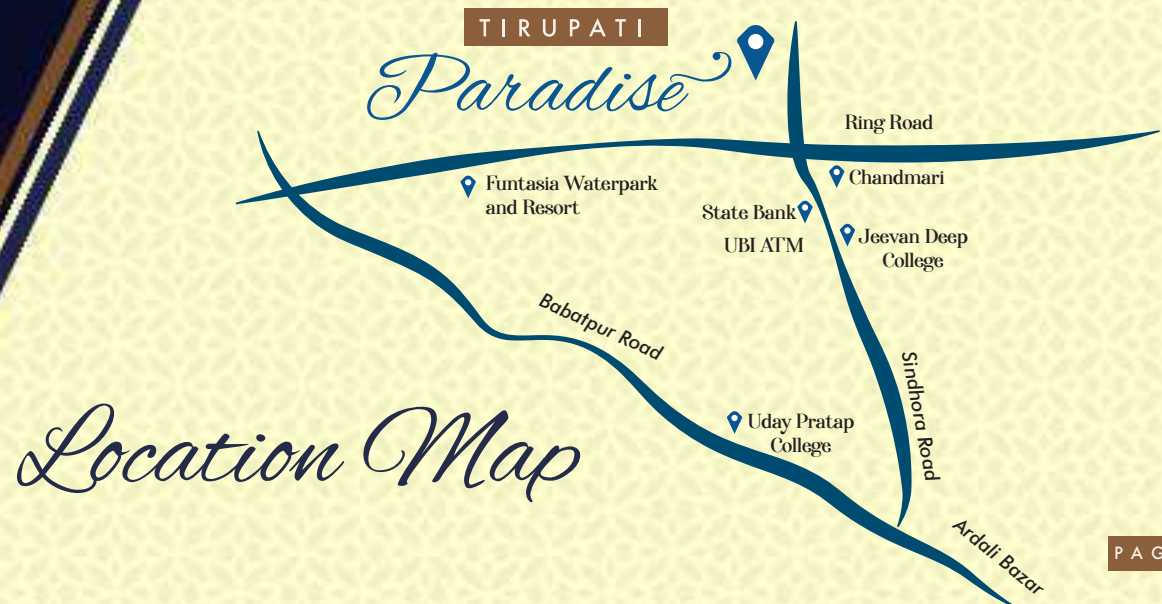 TIRUPATI
Paradise
Ring Road
Chandmari
Funtasia Waterpark
and Resort
State Bank
UBI ATM
Jeevan Deep
College
Babatpur Road
Sindhora Road
Uday Pratap
College
Location Map
Ardali Bazar
PAG